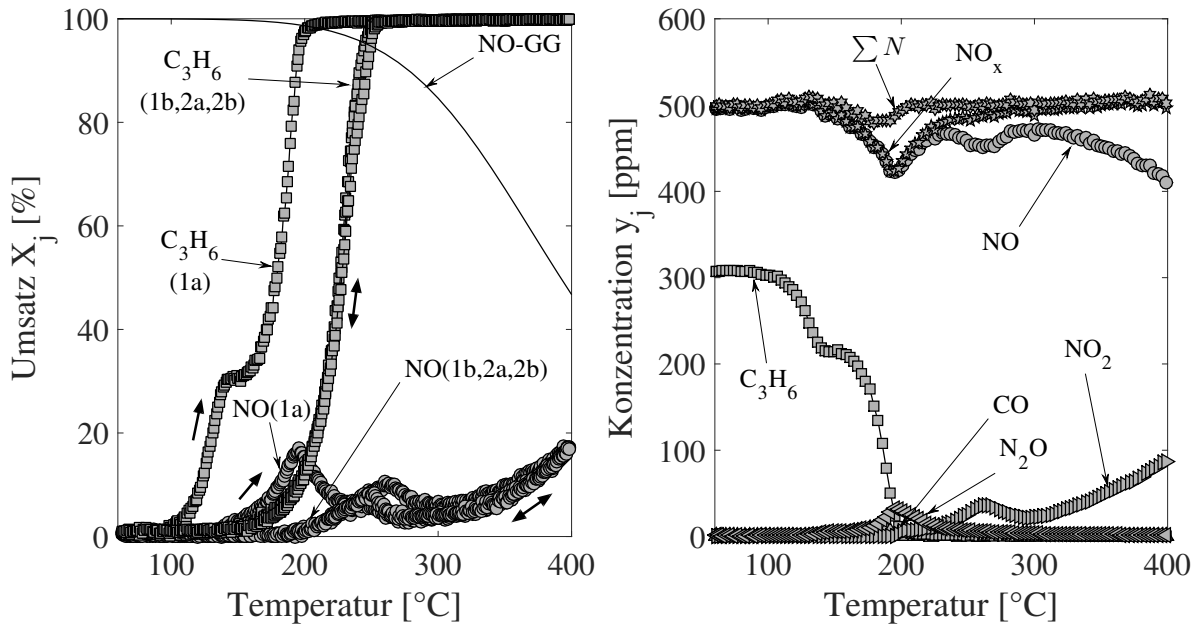 100
80
60
40
20
0
Umsatz X_j [%]
100
200
300
400
Temperatur [°C]
C₃H₆
(1b,2a,2b)
NO-GG
C₃H₆
(1a)
NO(1b,2a,2b)
NO(1a)
600
500
400
300
200
100
0
Konzentration y_j [ppm]
100
200
300
400
Temperatur [°C]
∑ N
NOₓ
NO
C₃H₆
NO₂
CO
N₂O